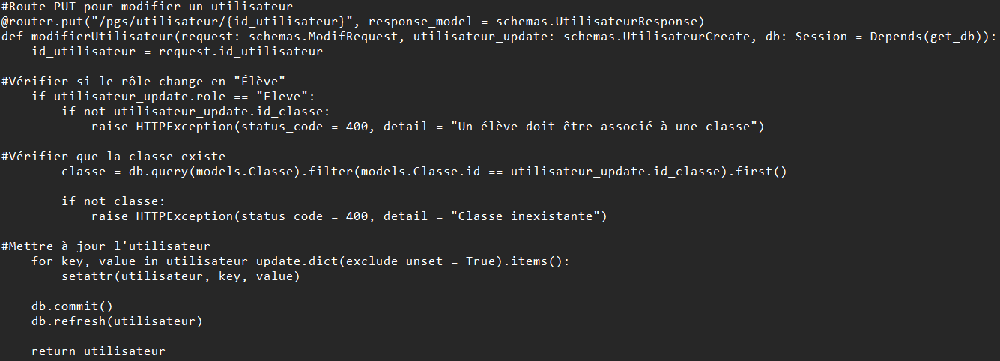 #Route PUT pour modifier un utilisateur
@router.put("/pgs/utilisateur/{id_utilisateur}", response_model = schemas.UtilisateurResponse)
def modifierUtilisateur(request: schemas.ModifRequest, utilisateur_update: schemas.UtilisateurCreate, db: Session = Depends(get_db)):
    id_utilisateur = request.id_utilisateur

#Vérifier si le rôle change en "Élève"
    if utilisateur_update.role == "Eleve":
        if not utilisateur_update.id_classe:
            raise HTTPException(status_code = 400, detail = "Un élève doit être associé à une classe")

#Vérifier que la classe existe
        classe = db.query(models.Classe).filter(models.Classe.id == utilisateur_update.id_classe).first()

        if not classe:
            raise HTTPException(status_code = 400, detail = "Classe inexistante")

#Mettre à jour l'utilisateur
    for key, value in utilisateur_update.dict(exclude_unset = True).items():
        setattr(utilisateur, key, value)

    db.commit()
    db.refresh(utilisateur)

    return utilisateur